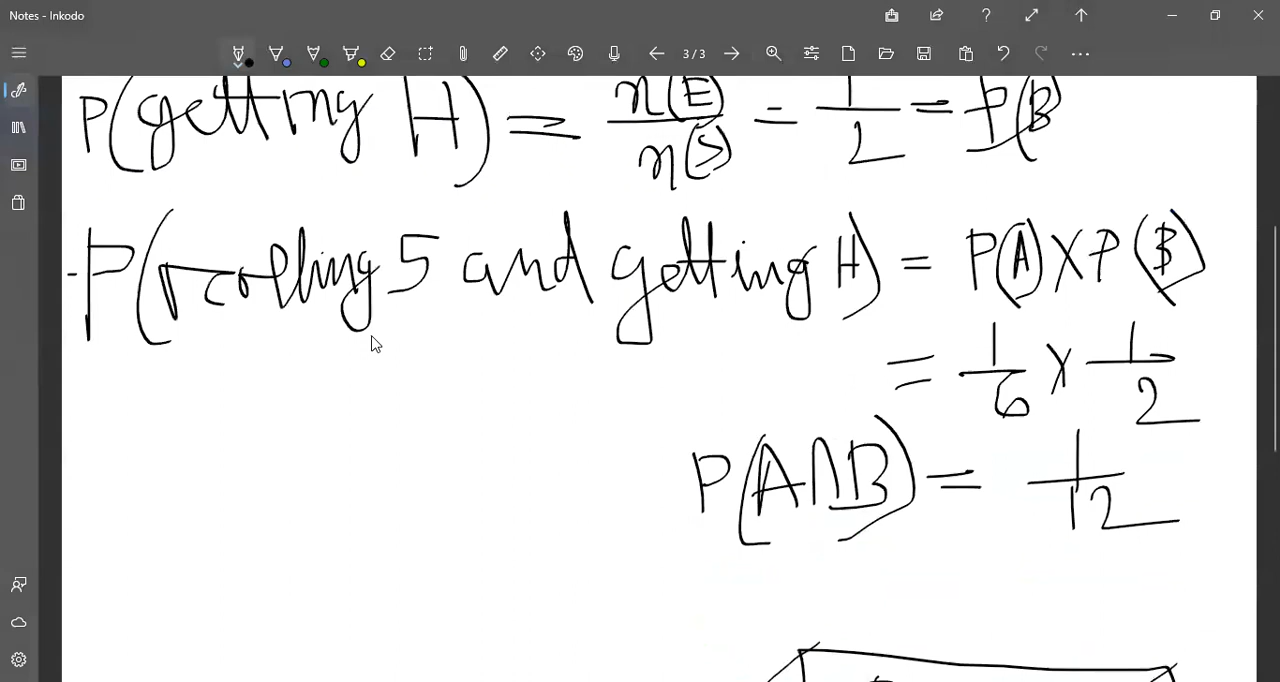 Notes - Inkodo
3/3
P(getting H) = n(E)/n(S) = 1/2 = P(B)
P(rolling 5 and getting H) = P(A) X P(B)
= 1/6 X 1/2
P(A∩B) = 1/12